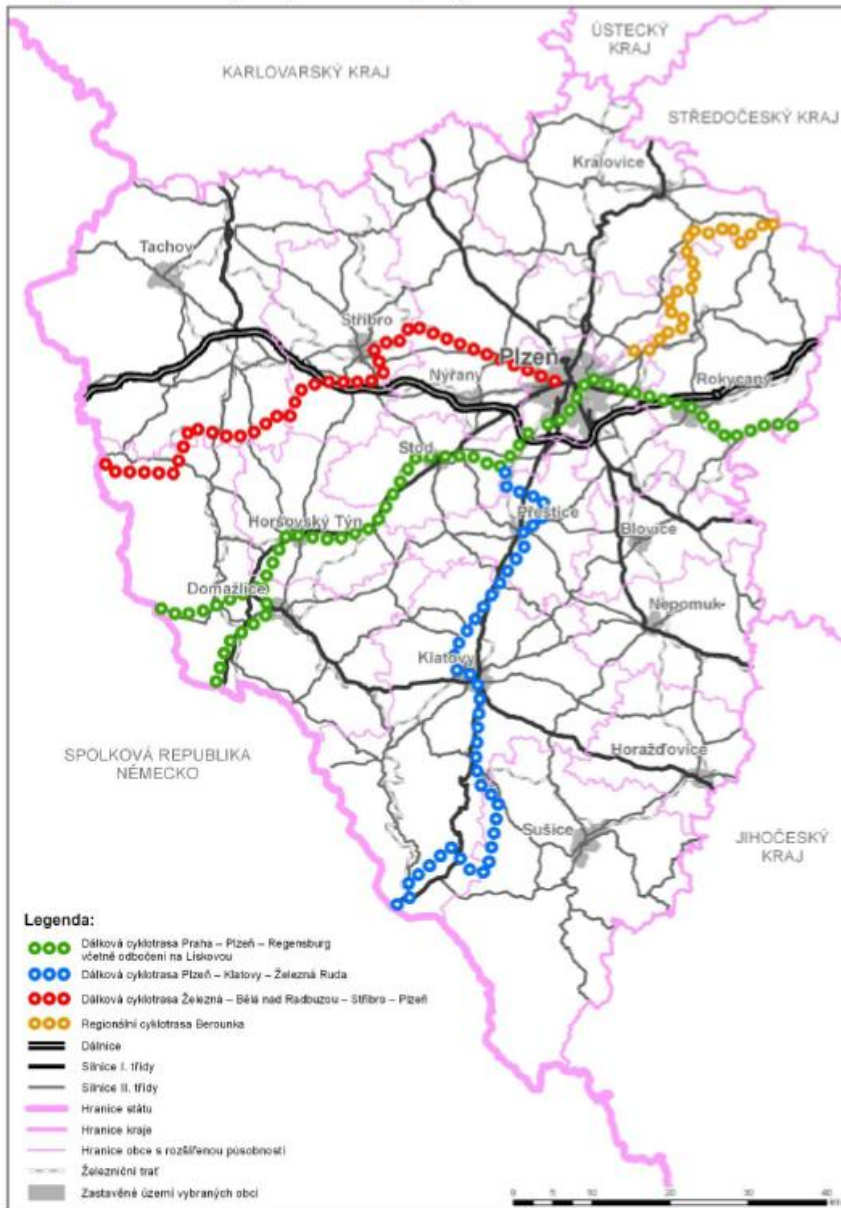 ÚSTECKÝ
KRAJ
KARLOVARSKÝ KRAJ
STŘEDOČESKÝ KRAJ
Kralovice
Tachov
Stříbro
Plzeň
Nýřany
Rokycany
Stod
Přeštice
Horšovský Týn
Blovice
Domažlice
Nepomuk
Klatovy
SPOLKOVÁ REPUBLIKA
NĚMECKO
Horažďovice
Sušice
JIHOČESKÝ
KRAJ
Legenda:
Dálková cyklotrasa Praha – Plzeň – Regensburg
včetně odbočení na Lískovou
Dálková cyklotrasa Plzeň – Klatovy – Železná Ruda
Dálková cyklotrasa Železná – Bělá nad Radbuzou – Stříbro – Plzeň
Regionální cyklotrasa Berounka
Dálnice
Silnice I. třídy
Silnice II. třídy
Hranice státu
Hranice kraje
Hranice obce s rozšířenou působností
Železniční trať
Zastavěné území vybraných obcí
0 5 10 20 30 40